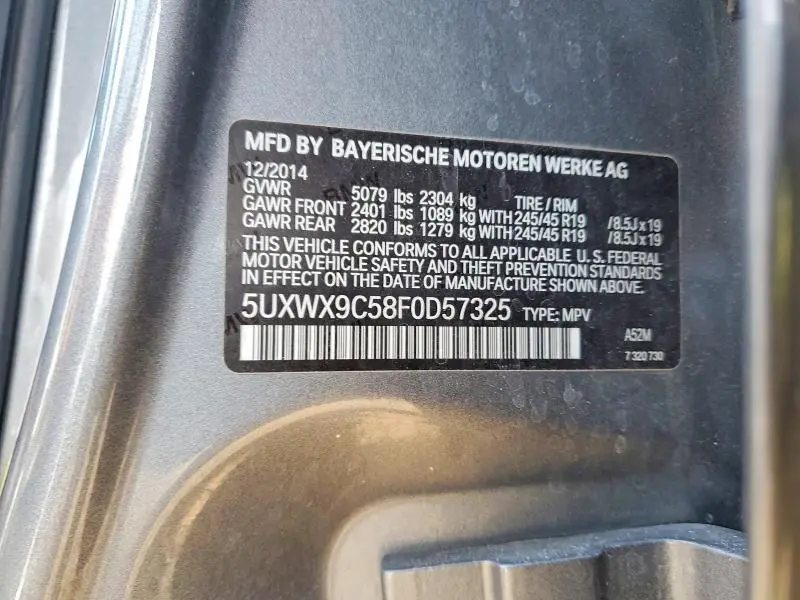 MFD BY BAYERISCHE MOTOREN WERKE AG
12/2014
GVWR 5079 lbs 2304 kg TIRE / RIM
GAWR FRONT 2401 lbs 1089 kg WITH 245/45 R19 /8.5J x 19
GAWR REAR 2820 lbs 1279 kg WITH 245/45 R19 /8.5J x 19
THIS VEHICLE CONFORMS TO ALL APPLICABLE U. S. FEDERAL
MOTOR VEHICLE SAFETY AND THEFT PREVENTION STANDARDS
IN EFFECT ON THE DATE OF MANUFACTURE SHOWN ABOVE.
5UXWX9C58F0D57325 TYPE: MPV
A52M
7 320 730